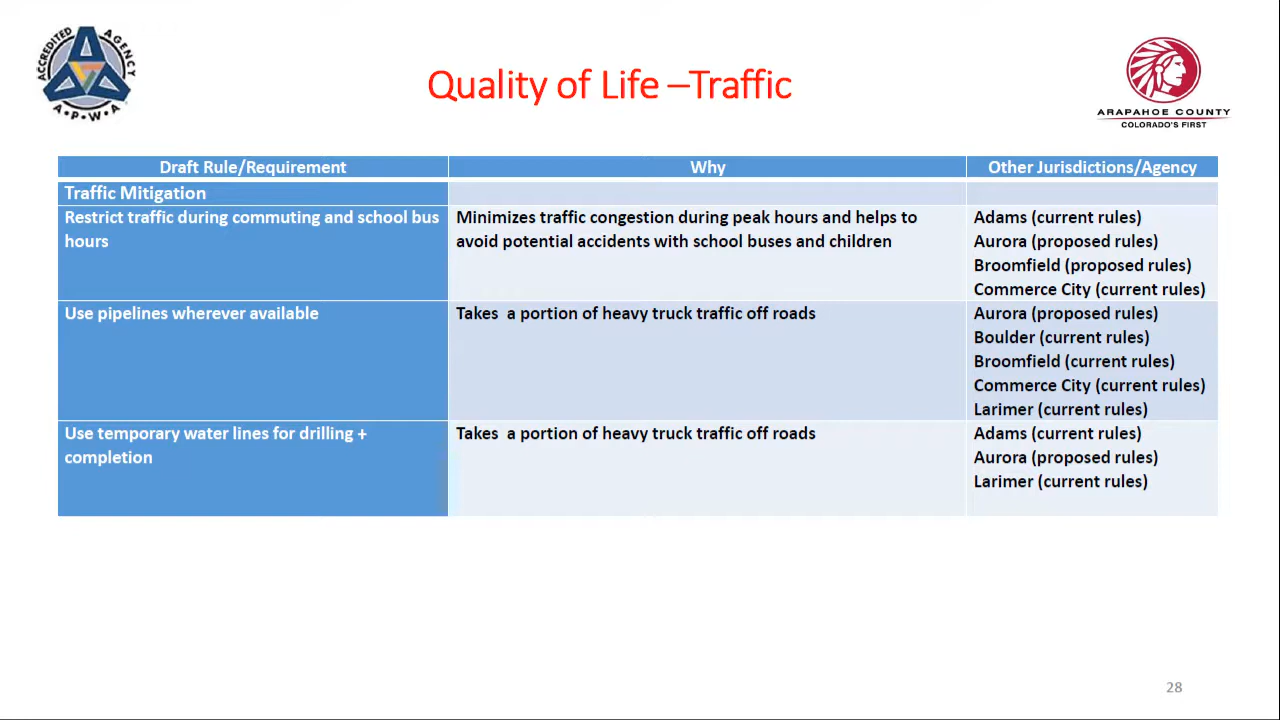 ACCREDITED AGENCY
A•P•W•A
Quality of Life –Traffic
ARAPAHOE COUNTY
COLORADO'S FIRST
Draft Rule/Requirement
Why
Other Jurisdictions/Agency
Traffic Mitigation
Restrict traffic during commuting and school bus
hours
Minimizes traffic congestion during peak hours and helps to
avoid potential accidents with school buses and children
Adams (current rules)
Aurora (proposed rules)
Broomfield (proposed rules)
Commerce City (current rules)
Use pipelines wherever available
Takes  a portion of heavy truck traffic off roads
Aurora (proposed rules)
Boulder (current rules)
Broomfield (current rules)
Commerce City (current rules)
Larimer (current rules)
Use temporary water lines for drilling +
completion
Takes  a portion of heavy truck traffic off roads
Adams (current rules)
Aurora (proposed rules)
Larimer (current rules)
28